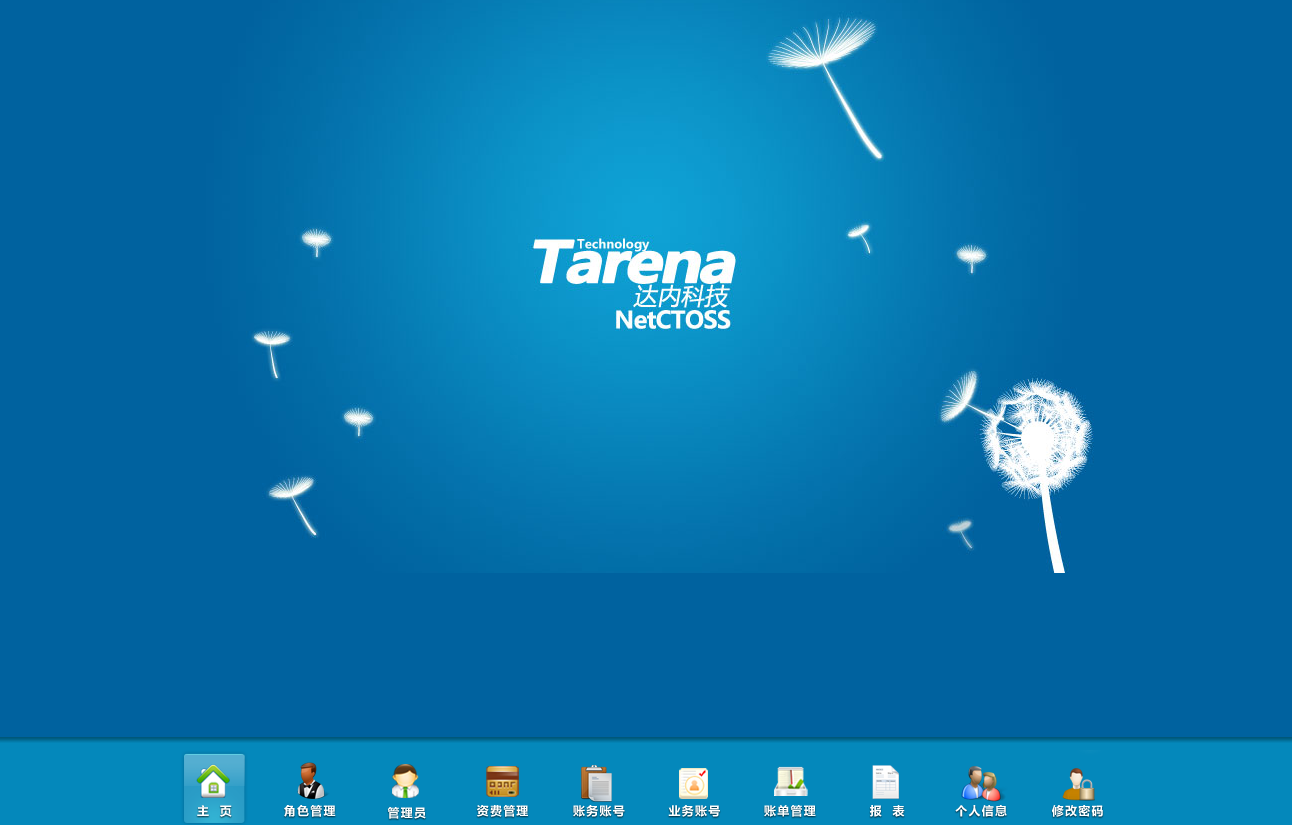 Technology
Tarena
达内科技
NetCTOSS
主 页
角色管理
管理员
资费管理
账务账号
业务账号
账单管理
报 表
个人信息
修改密码